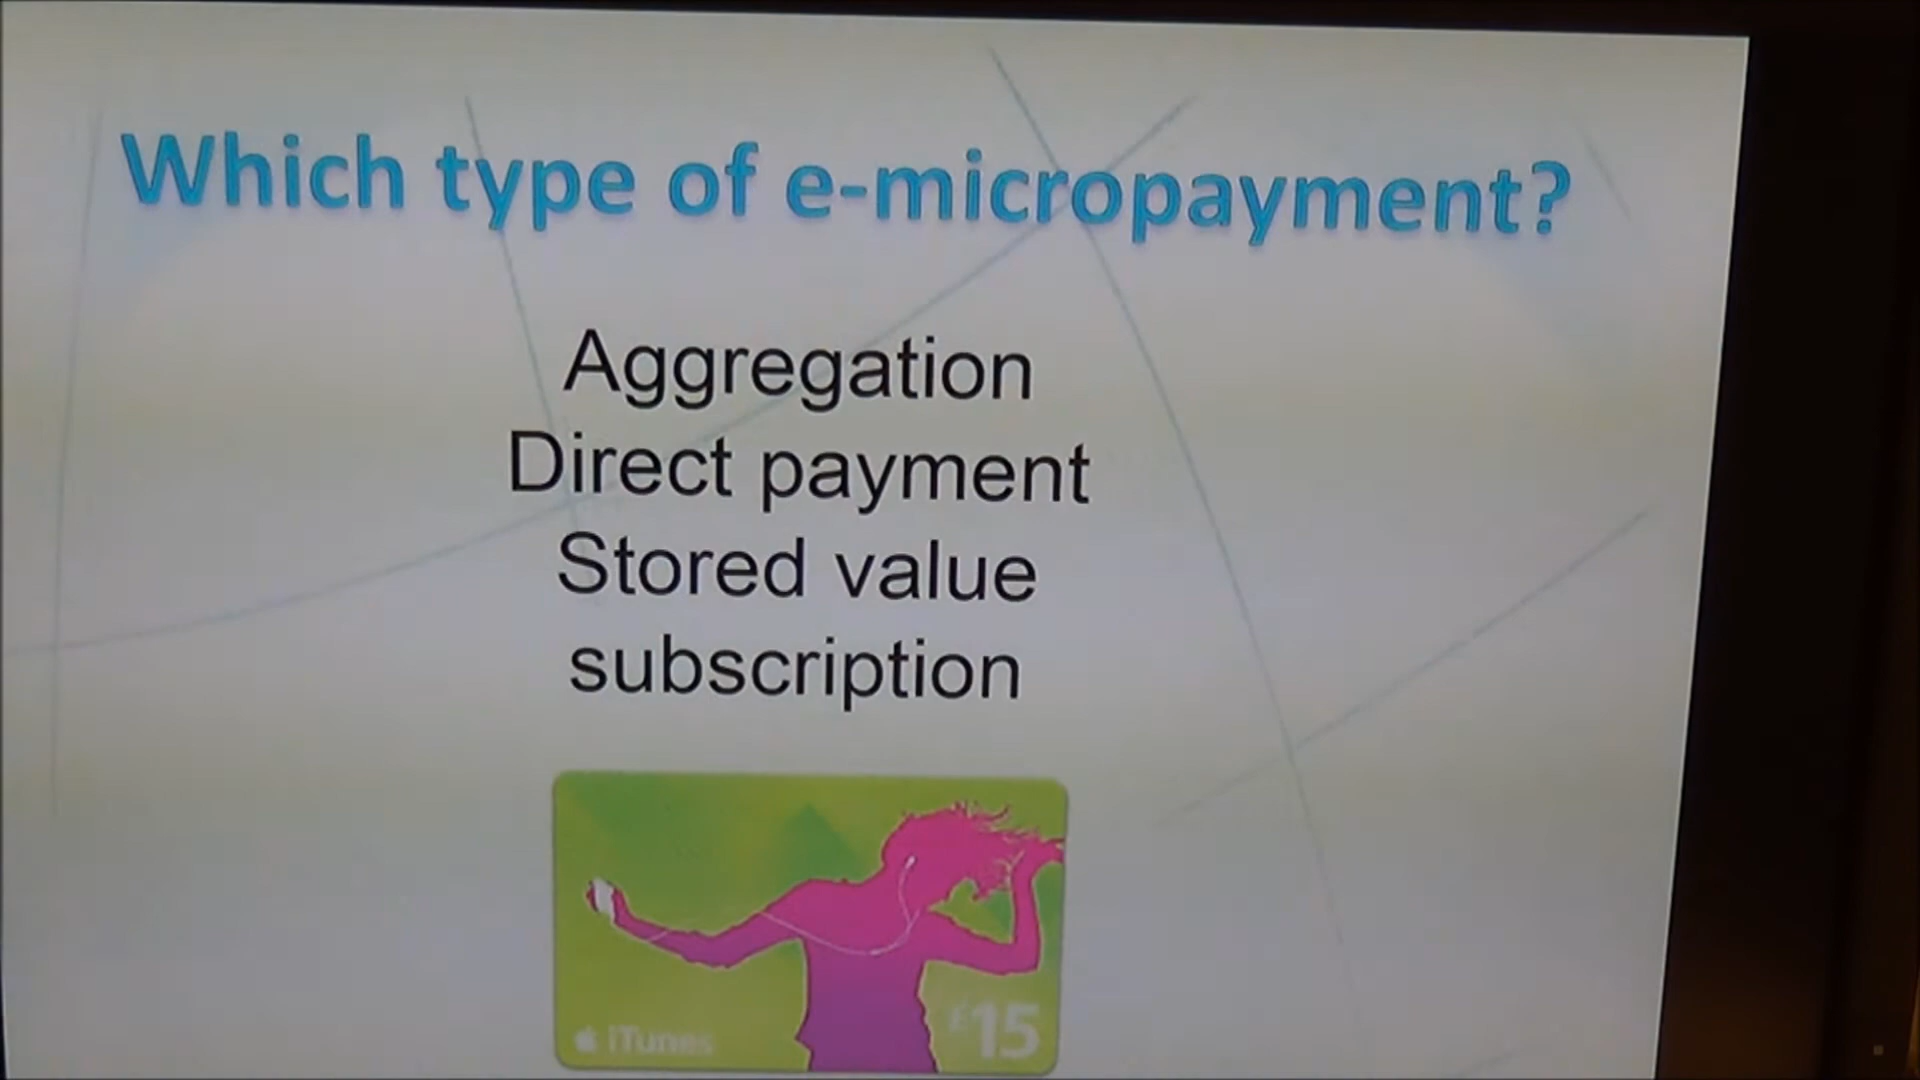 Which type of e-micropayment?
Aggregation
Direct payment
Stored value
subscription
iTunes
£15